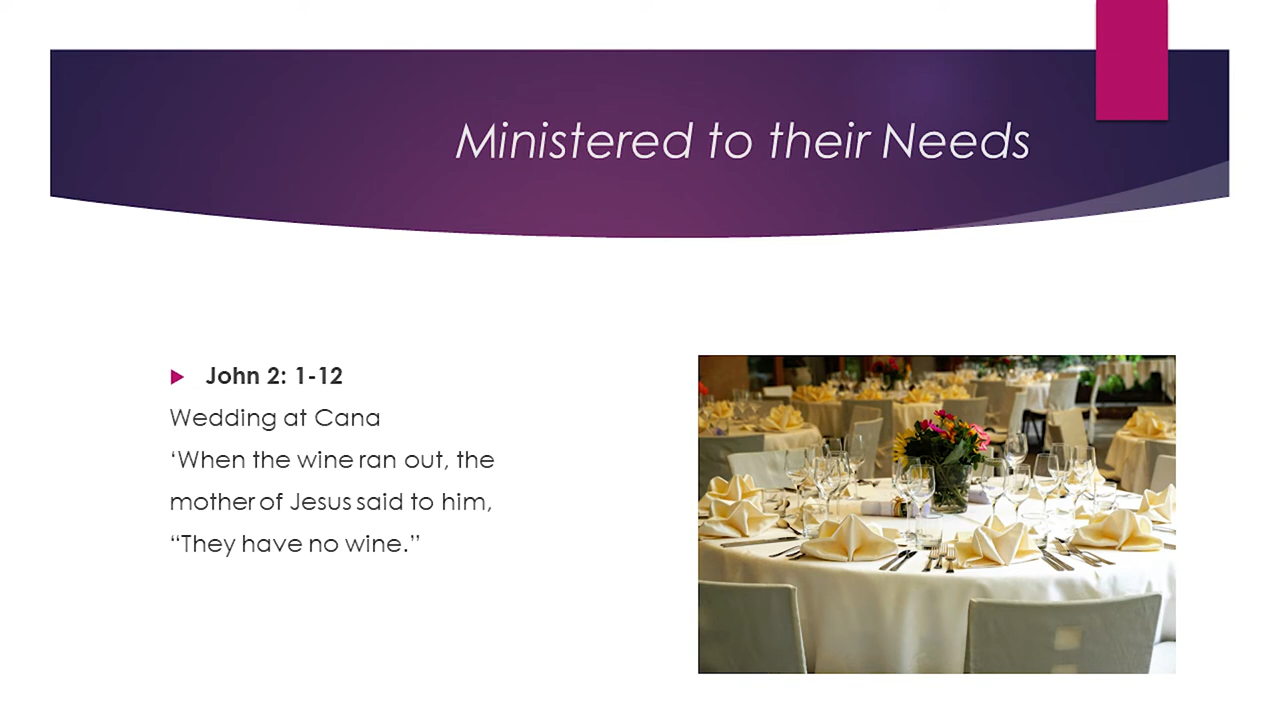 Ministered to their Needs
John 2: 1-12
Wedding at Cana
‘When the wine ran out, the
mother of Jesus said to him,
“They have no wine.”